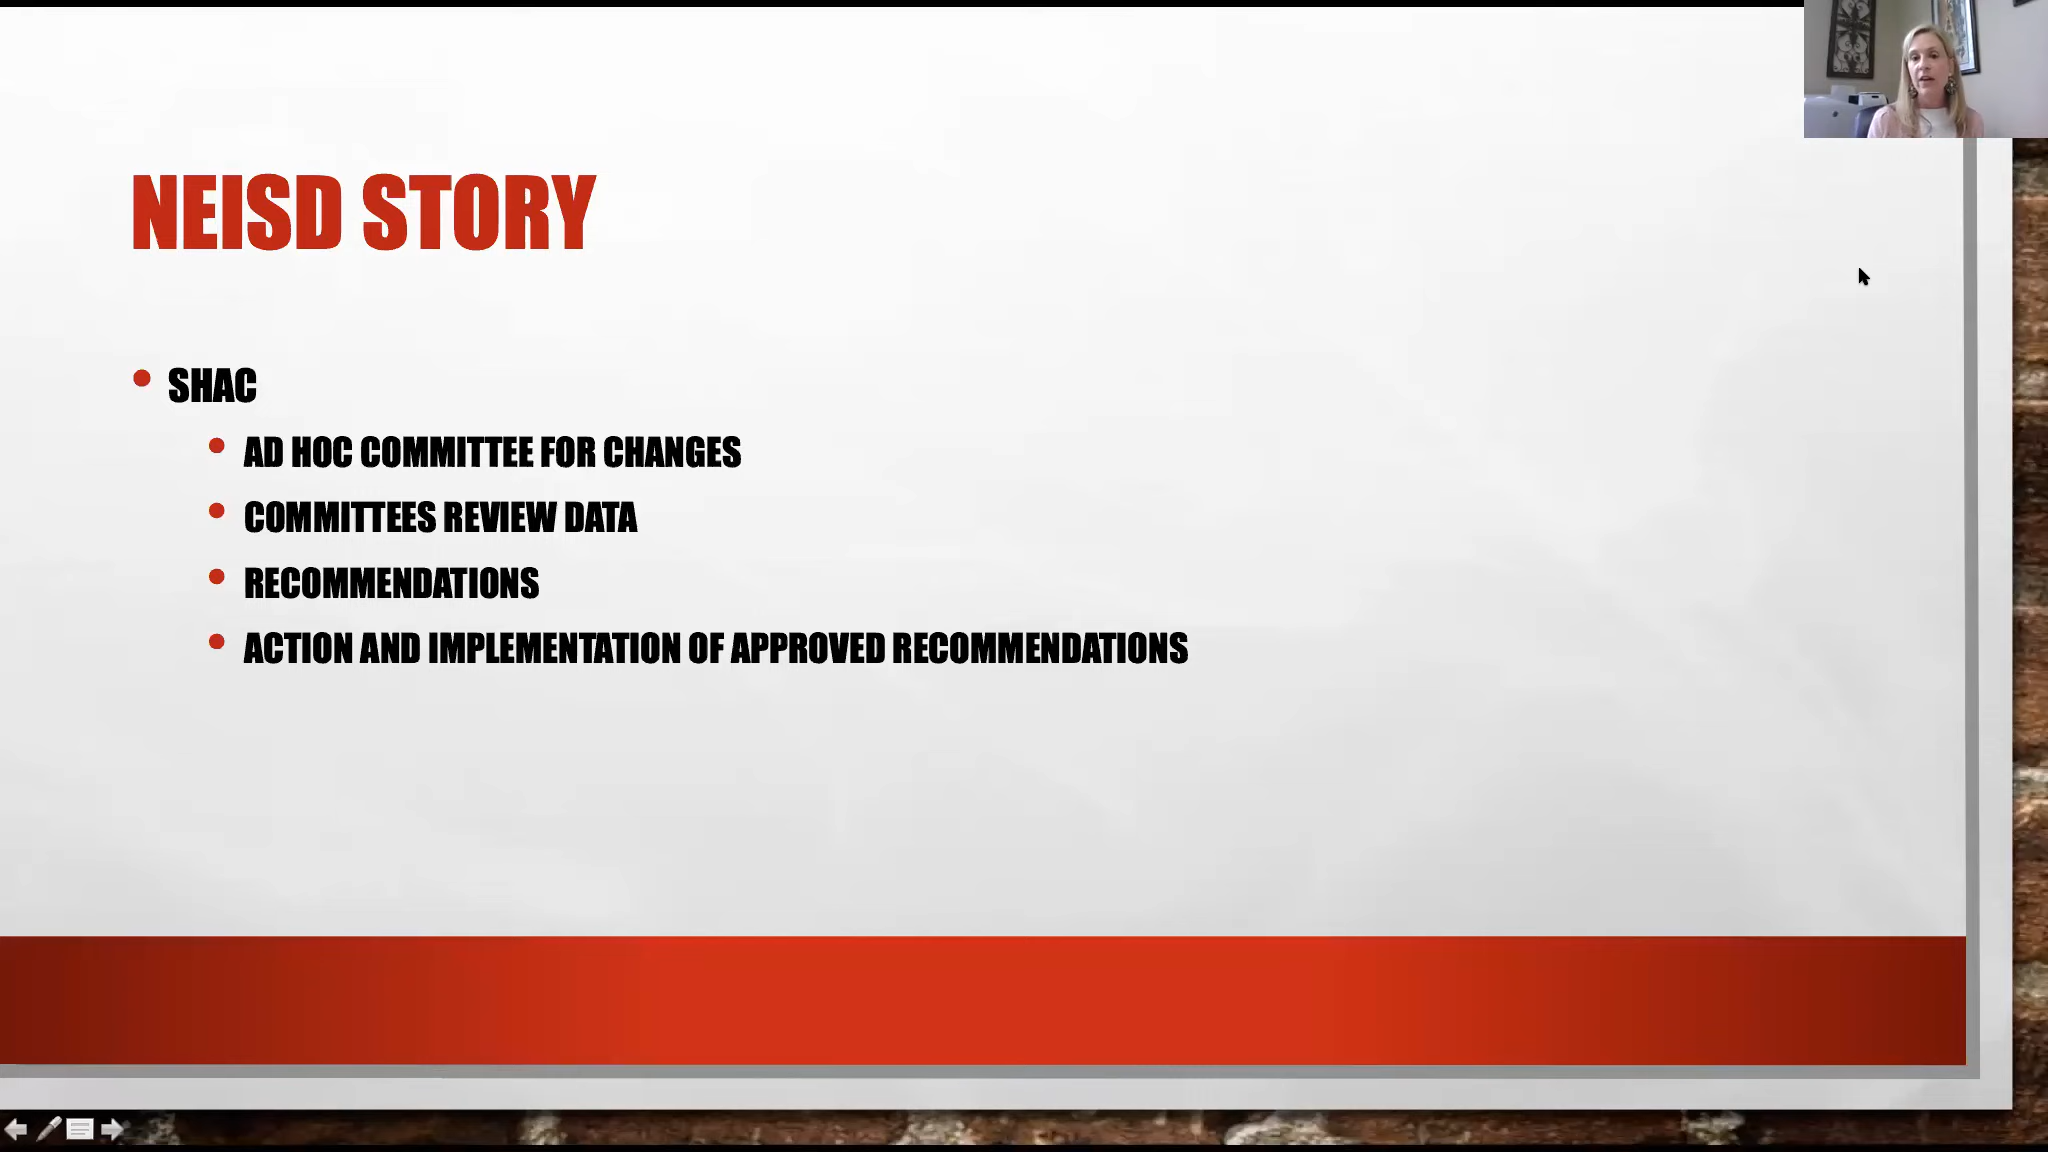 NEISD STORY
SHAC
AD HOC COMMITTEE FOR CHANGES
COMMITTEES REVIEW DATA
RECOMMENDATIONS
ACTION AND IMPLEMENTATION OF APPROVED RECOMMENDATIONS